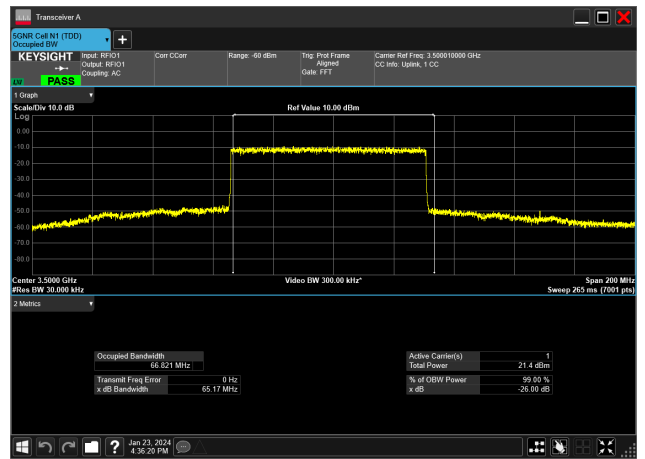 Transceiver A
5GNR Cell N1 (TDD)
Occupied BW
KEYSIGHT Input: RFIO1 Corr CCorr Range: -60 dBm Trig: Prot Frame Carrier Ref Freq: 3.500010000 GHz
Output: RFIO1 Aligned CC Info: Uplink, 1 CC
Coupling: AC Gate: FFT
PASS
1 Graph
Scale/Div 10.0 dB Ref Value 10.00 dBm
Log
0.00
-10.0
-20.0
-30.0
-40.0
-50.0
-60.0
-70.0
-80.0
Center 3.5000 GHz Video BW 300.00 kHz* Span 200 MHz
#Res BW 30.000 kHz Sweep 265 ms (7001 pts)
2 Metrics
Occupied Bandwidth Active Carrier(s) 1
66.821 MHz Total Power 21.4 dBm
Transmit Freq Error 0 Hz % of OBW Power 99.00 %
x dB Bandwidth 65.17 MHz x dB -26.00 dB
Jan 23, 2024
4:36:20 PM